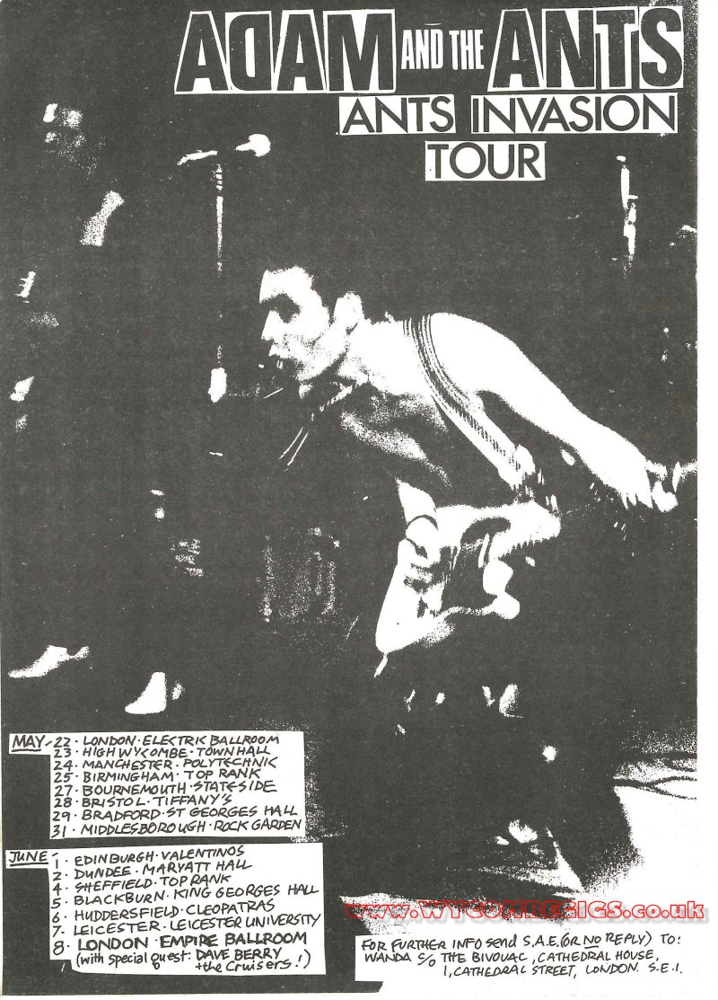 ADAM AND THE ANTS
ANTS INVASION
TOUR
MAY - 22 · LONDON · ELECTRIC BALLROOM
23 · HIGH WYCOMBE · TOWN HALL
24 · MANCHESTER · POLYTECHNIC
25 · BIRMINGHAM · TOP RANK
27 · BOURNEMOUTH · STATESIDE
28 · BRISTOL · TIFFANY'S
29 · BRADFORD · ST GEORGES HALL
31 · MIDDLESBOROUGH · ROCK GARDEN
JUNE -
1 · EDINBURGH · VALENTINOS
2 · DUNDEE · MARYATT HALL
4 · SHEFFIELD · TOP RANK
5 · BLACKBURN · KING GEORGES HALL
6 · HUDDERSFIELD · CLEOPATRAS
7 · LEICESTER · LEICESTER UNIVERSITY
8 · LONDON · EMPIRE BALLROOM
(with special guest: DAVE BERRY
+ the Cruisers!)
www.WYCOMBEGIGS.co.uk
FOR FURTHER INFO send S.A.E. (OR NO REPLY) TO:
WANDA c/o THE BIVOUAC, CATHEDRAL HOUSE,
1, CATHEDRAL STREET, LONDON. S.E.1.